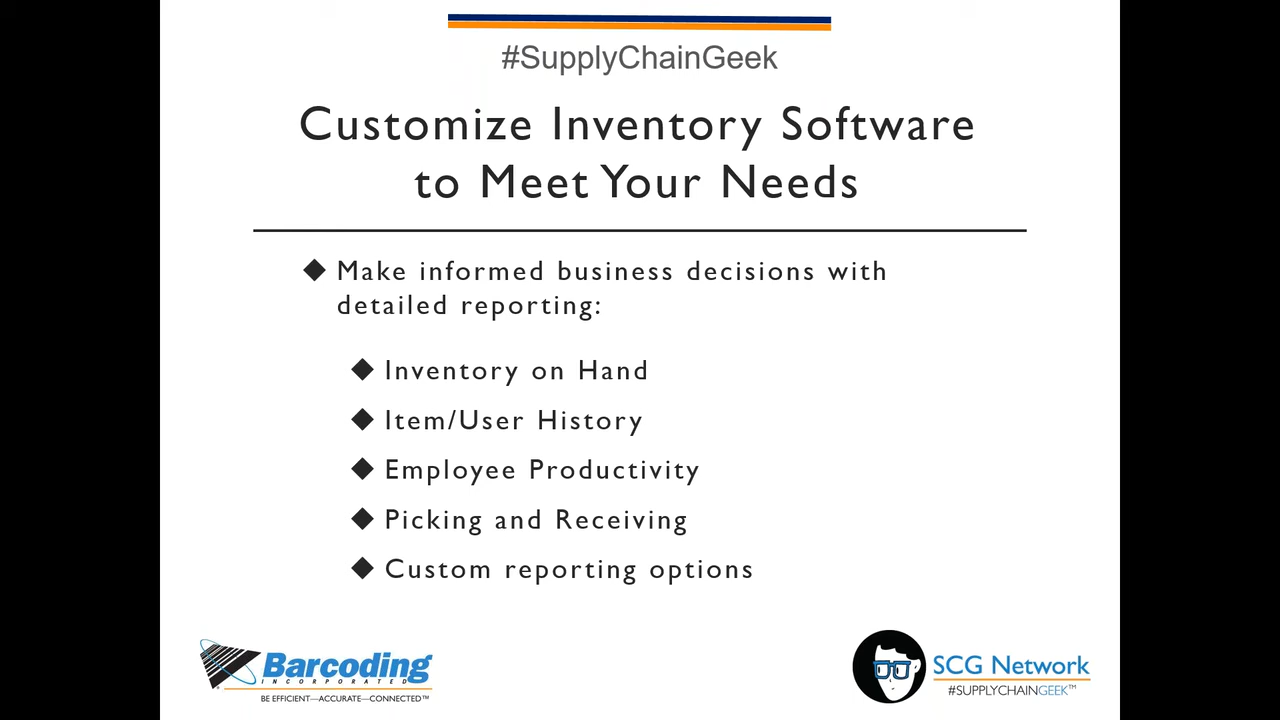 #SupplyChainGeek
Customize Inventory Software
to Meet Your Needs
Make informed business decisions with
detailed reporting:
Inventory on Hand
Item/User History
Employee Productivity
Picking and Receiving
Custom reporting options
Barcoding
INCORPORATED
BE EFFICIENT—ACCURATE—CONNECTED™
SCG Network
#SUPPLYCHAINGEEK™